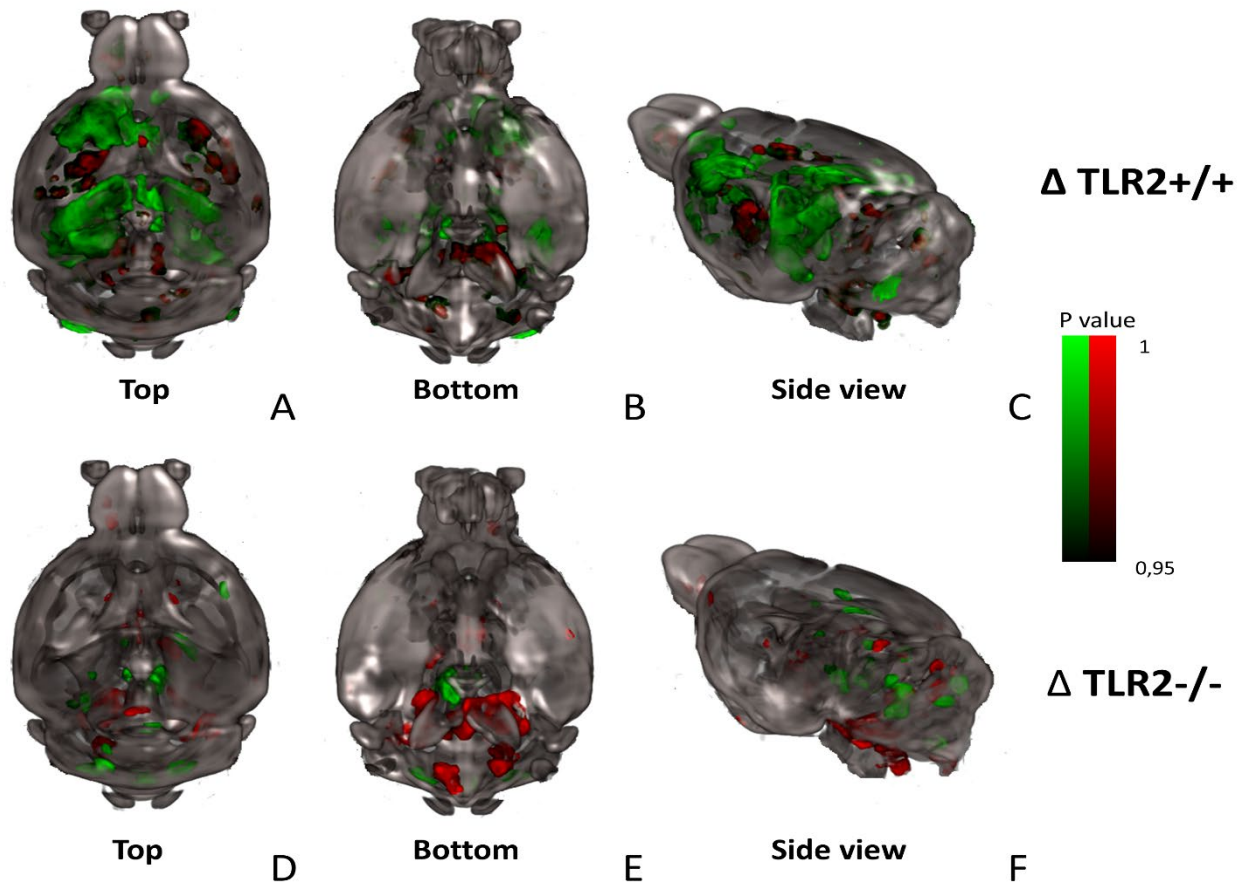 Δ TLR2+/+
P value
1
0,95
Top
A
Bottom
B
Side view
C
Δ TLR2-/-
Top
D
Bottom
E
Side view
F